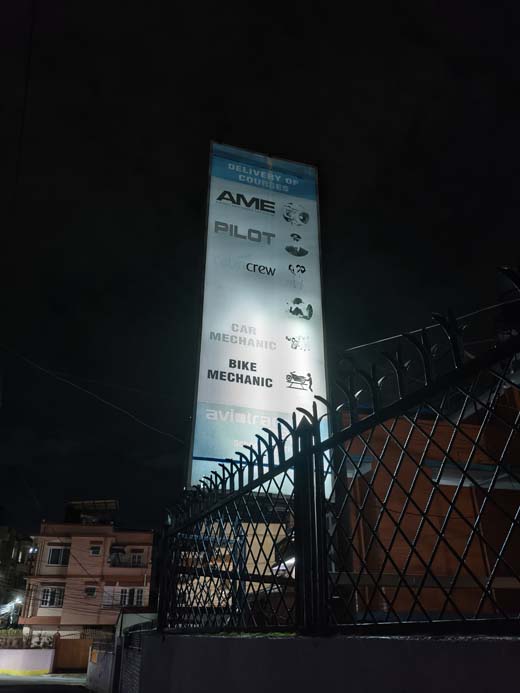 DELIVERY OF
COURSES
AME
PILOT
crew
CAR
MECHANIC
BIKE
MECHANIC